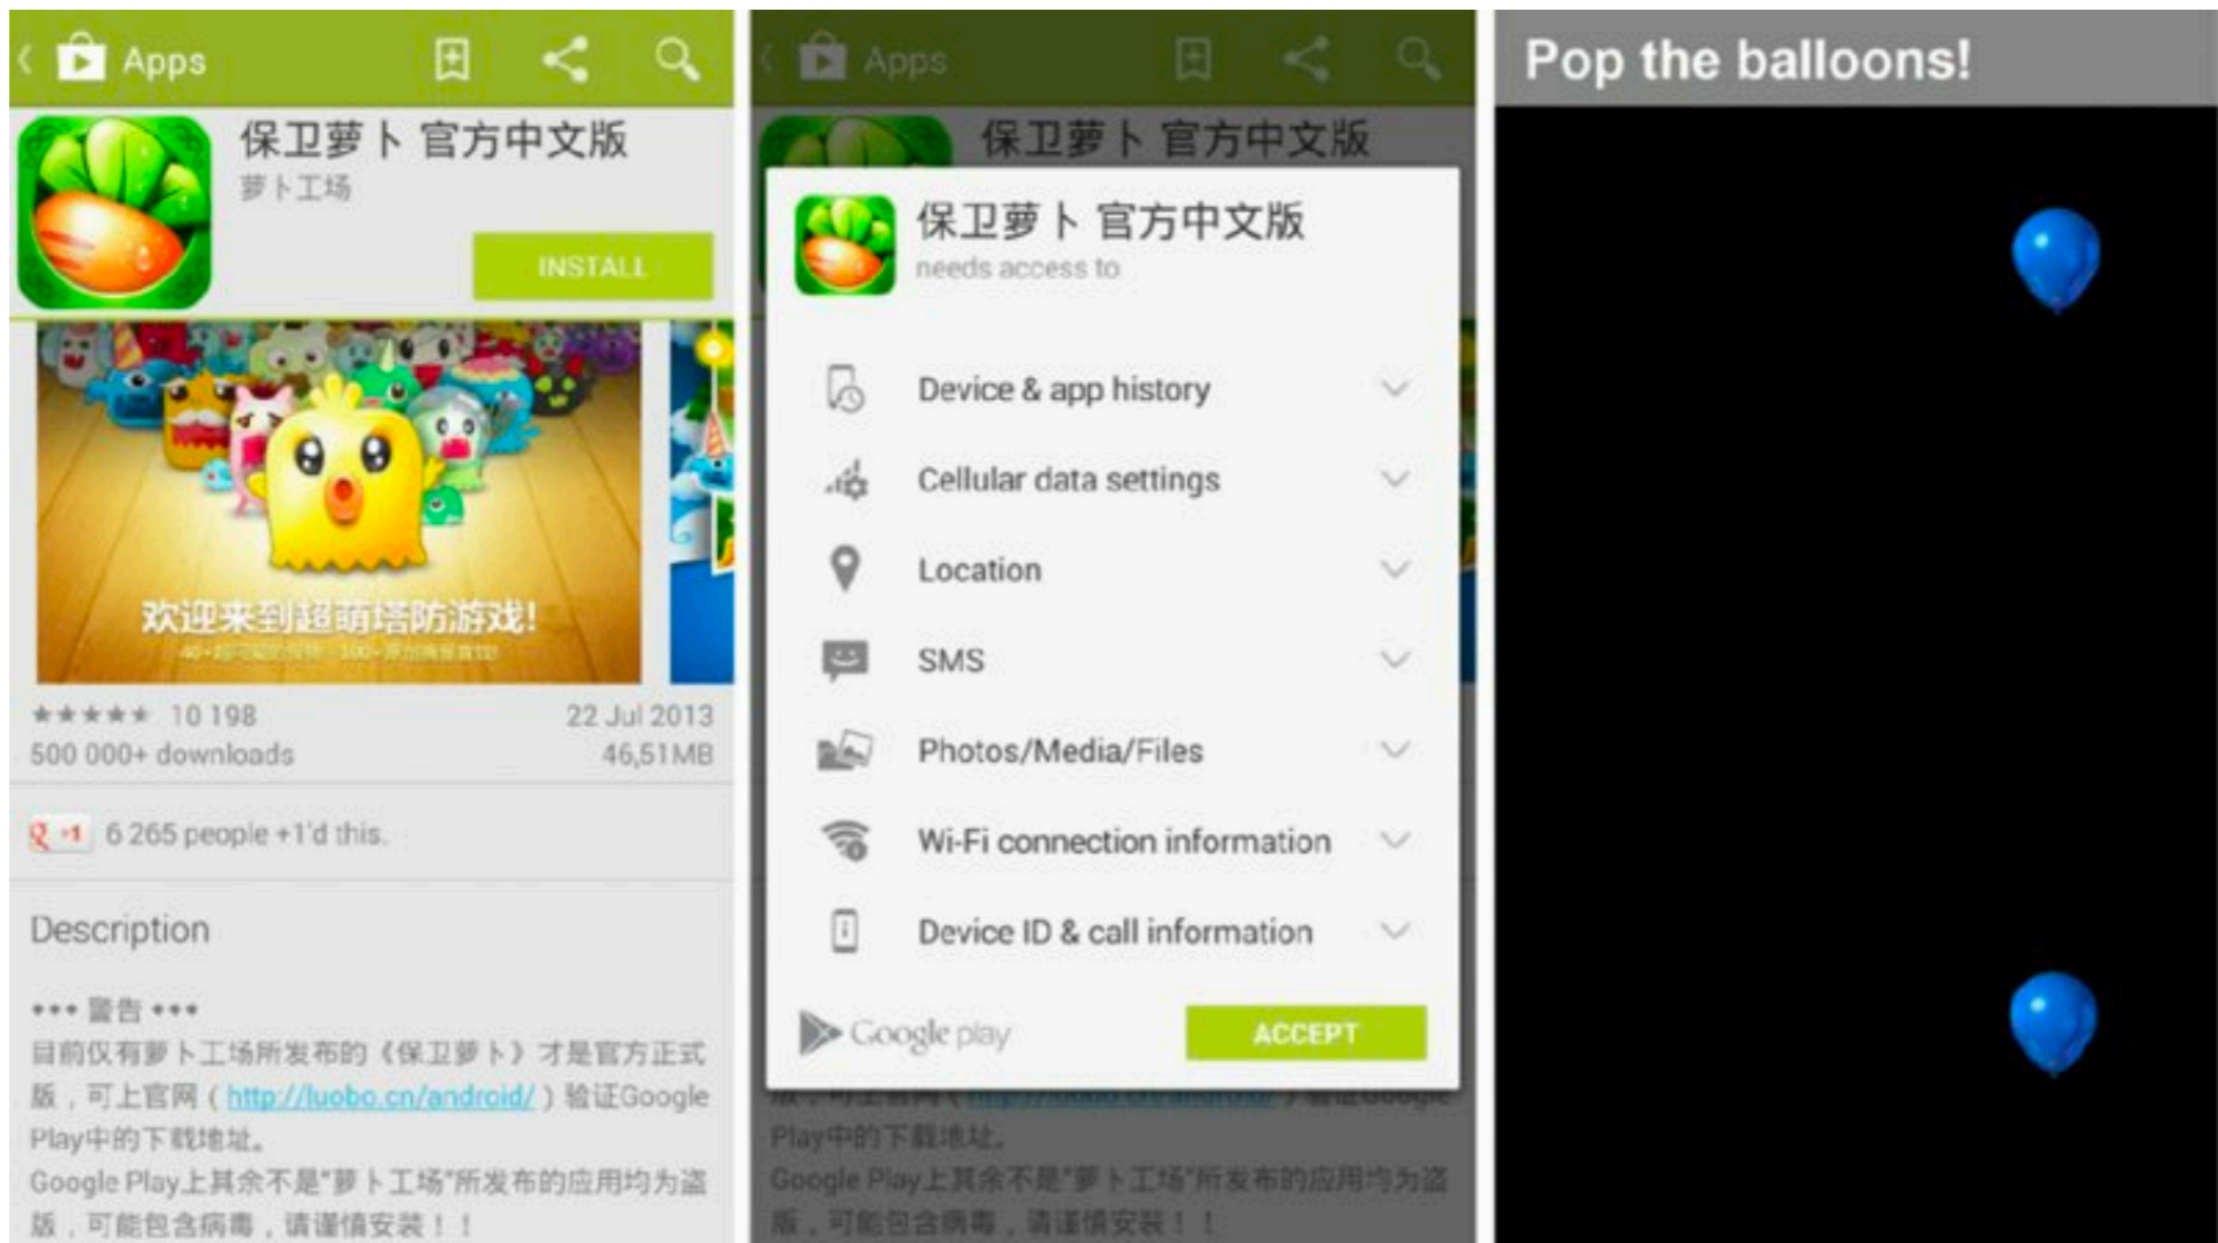 Apps
保卫萝卜 官方中文版
萝卜工场
INSTALL
欢迎来到超萌塔防游戏!
10 198
22 Jul 2013
500 000+ downloads
46,51MB
+1
6 265 people +1'd this.
Description
*** 警告 ***
目前仅有萝卜工场所发布的《保卫萝卜》才是官方正式
版，可上官网（http://luobo.cn/android/）验证Google
Play中的下载地址。
Google Play上其余不是“萝卜工场”所发布的应用均为盗
版，可能包含病毒，请谨慎安装！！
Apps
保卫萝卜 官方中文版
保卫萝卜 官方中文版
needs access to
Device & app history
Cellular data settings
Location
SMS
Photos/Media/Files
Wi-Fi connection information
Device ID & call information
Google play
ACCEPT
Play中的下载地址。
Google Play上其余不是“萝卜工场”所发布的应用均为盗
版，可能包含病毒，请谨慎安装！！
Pop the balloons!